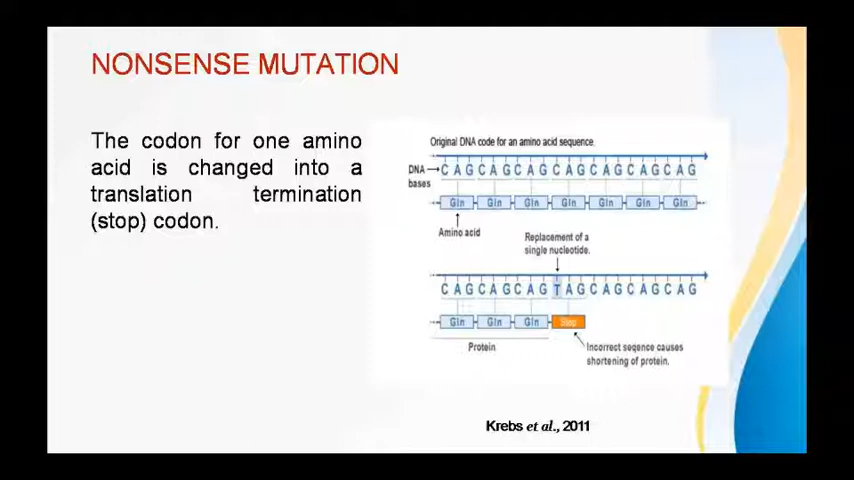 NONSENSE MUTATION
The codon for one amino
acid is changed into a
translation termination
(stop) codon.
Original DNA code for an amino acid sequence.
DNA bases
C A G C A G C A G C A G C A G C A G C A G
Gln Gln Gln Gln Gln Gln Gln
Amino acid
Replacement of a
single nucleotide.
C A G C A G C A G T A G C A G C A G C A G
Gln Gln Gln Stop
Protein
Incorrect seqence causes
shortening of protein.
Krebs et al., 2011